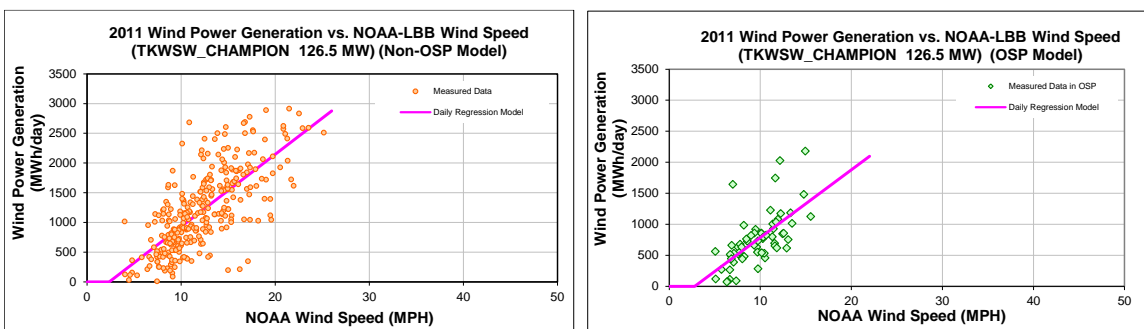 2011 Wind Power Generation vs. NOAA-LBB Wind Speed
(TKWSW_CHAMPION 126.5 MW) (Non-OSP Model)
Wind Power Generation
(MWh/day)
3500
3000
2500
2000
1500
1000
500
0
Measured Data
Daily Regression Model
0 10 20 30 40 50
NOAA Wind Speed (MPH)
2011 Wind Power Generation vs. NOAA-LBB Wind Speed
(TKWSW_CHAMPION 126.5 MW) (OSP Model)
Wind Power Generation
(MWh/day)
3500
3000
2500
2000
1500
1000
500
0
Measured Data in OSP
Daily Regression Model
0 10 20 30 40 50
NOAA Wind Speed (MPH)